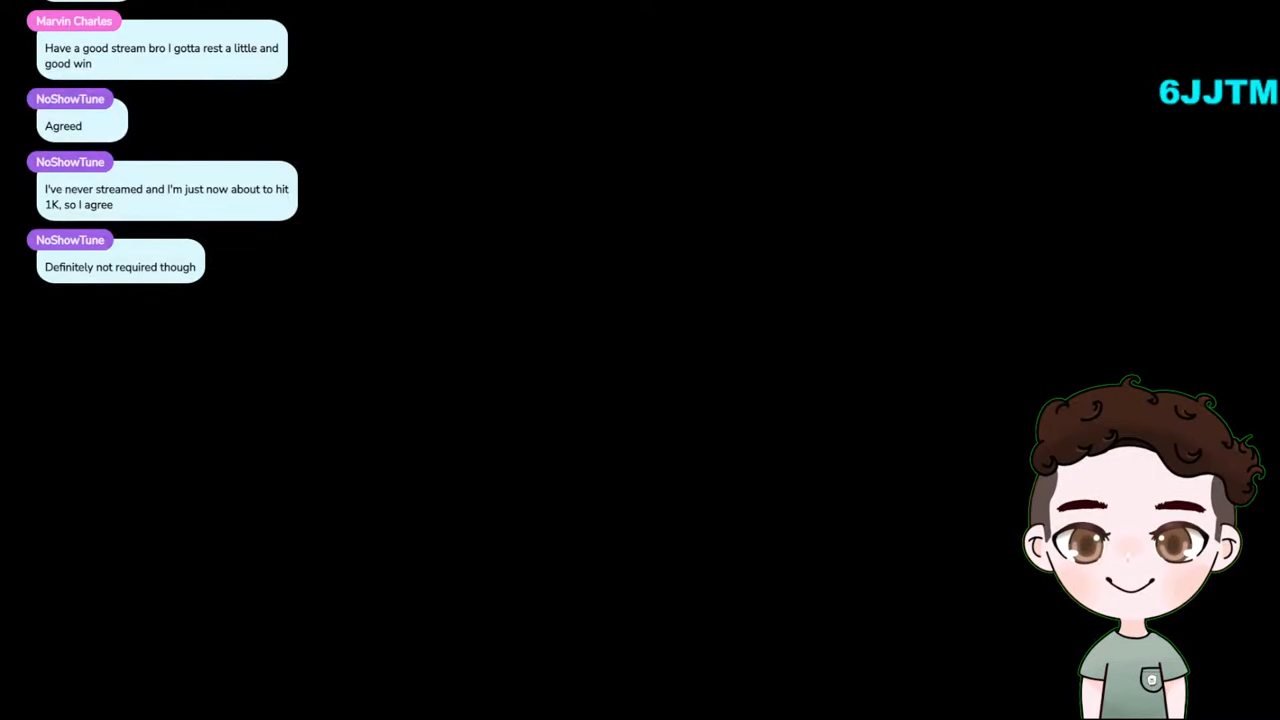 Marvin Charles
Have a good stream bro I gotta rest a little and
good win
NoShowTune
Agreed
NoShowTune
I've never streamed and I'm just now about to hit
1K, so I agree
NoShowTune
Definitely not required though
6JJTM